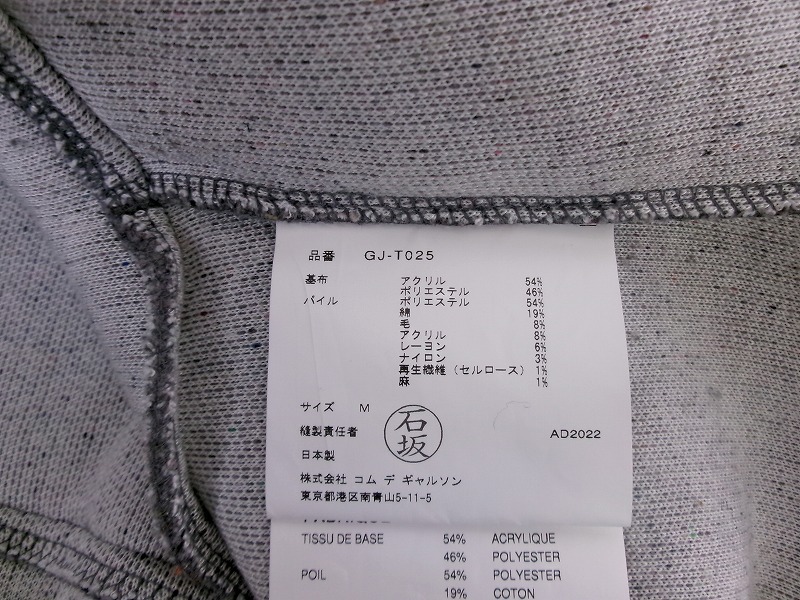 品番 GJ-T025
基布 アクリル 54%
ポリエステル 46%
パイル ポリエステル 54%
綿 19%
毛 8%
アクリル 8%
レーヨン 6%
ナイロン 3%
再生繊維（セルロース） 1%
麻 1%
サイズ M
縫製責任者 石坂
AD2022
日本製
株式会社 コム デ ギャルソン
東京都港区南青山5-11-5
TISSU DE BASE 54% ACRYLIQUE
46% POLYESTER
POIL 54% POLYESTER
19% COTON